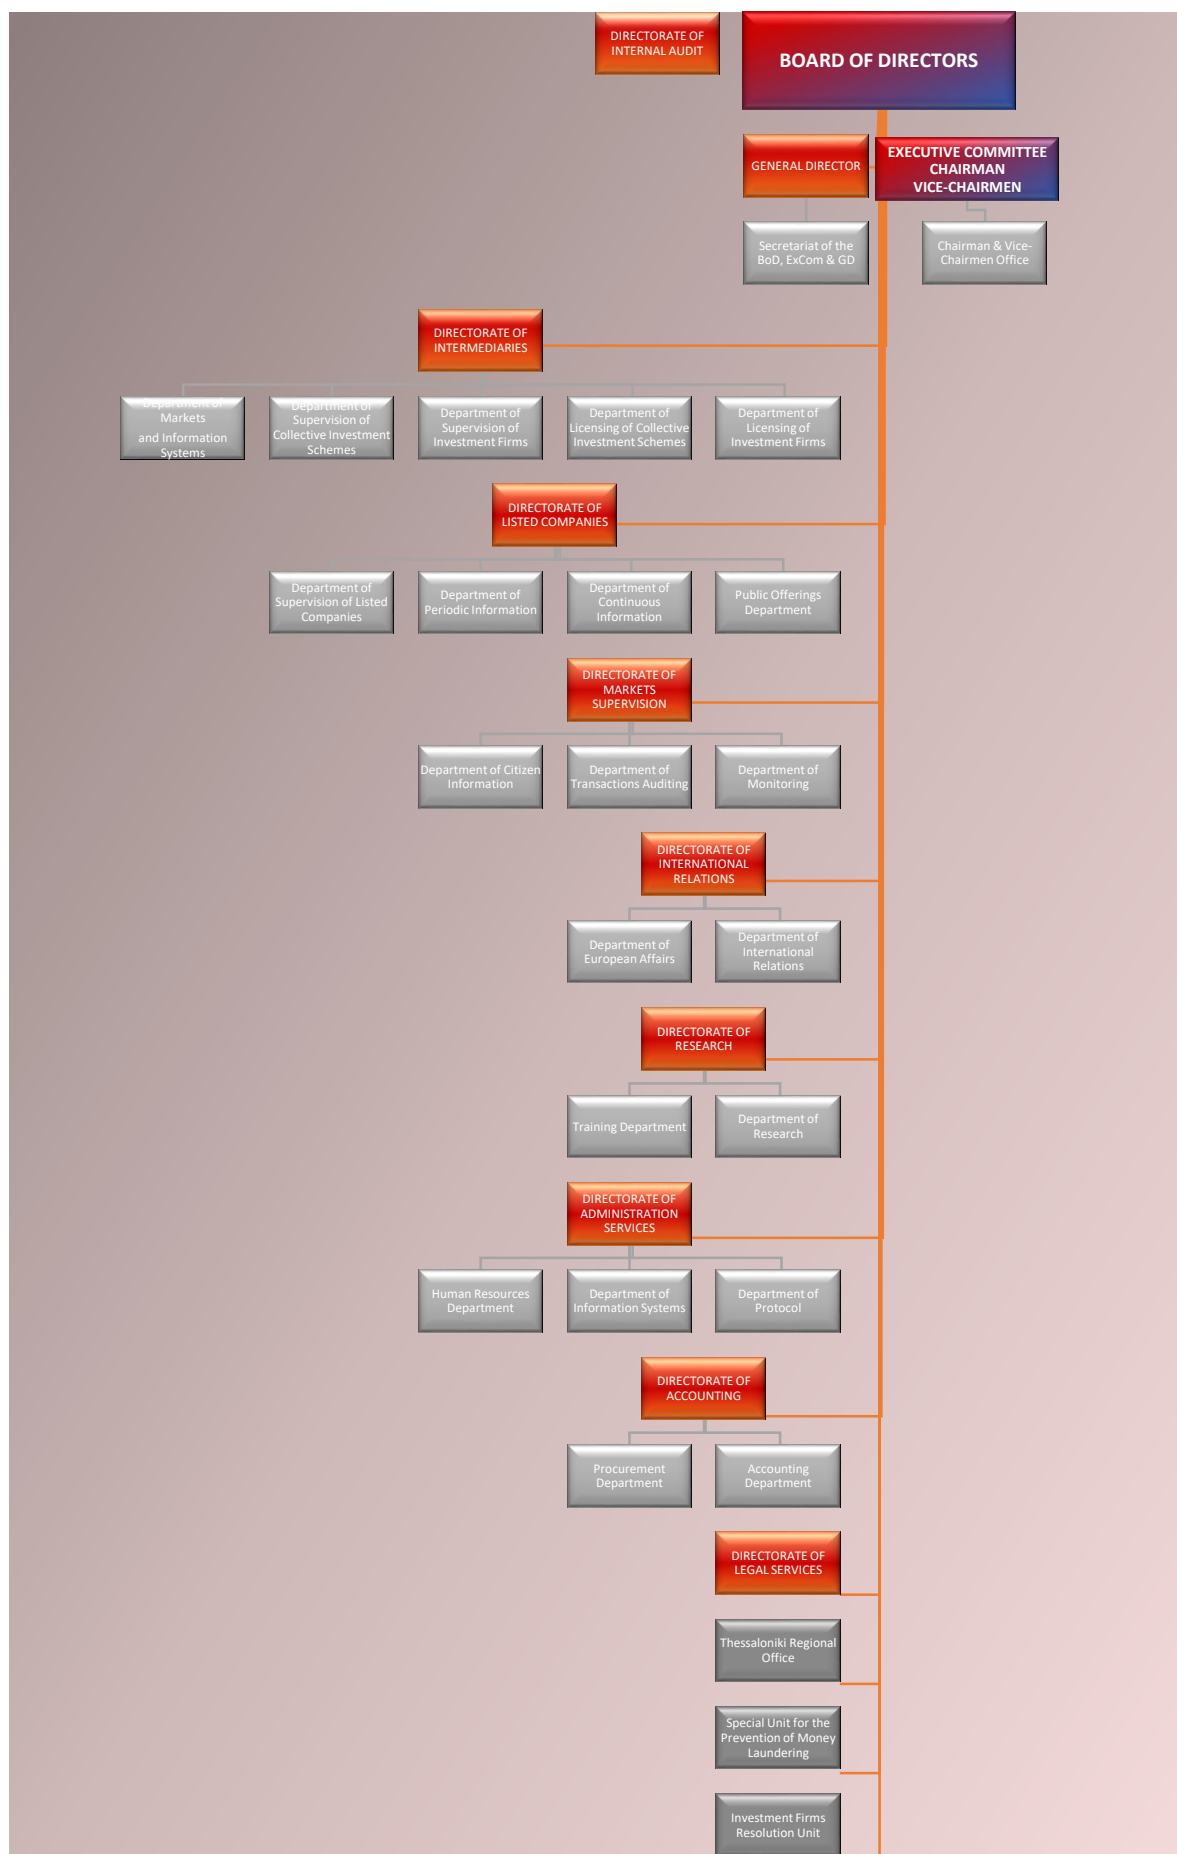 DIRECTORATE OF
INTERNAL AUDIT
BOARD OF DIRECTORS
GENERAL DIRECTOR
EXECUTIVE COMMITTEE
CHAIRMAN
VICE-CHAIRMEN
Secretariat of the
BoD, ExCom & GD
Chairman & Vice-
Chairmen Office
DIRECTORATE OF
INTERMEDIARIES
Department of
Markets
and Information
Systems
Department of
Supervision of
Collective Investment
Schemes
Department of
Supervision of
Investment Firms
Department of
Licensing of Collective
Investment Schemes
Department of
Licensing of
Investment Firms
DIRECTORATE OF
LISTED COMPANIES
Department of
Supervision of Listed
Companies
Department of
Periodic Information
Department of
Continuous
Information
Public Offerings
Department
DIRECTORATE OF
MARKETS
SUPERVISION
Department of Citizen
Information
Department of
Transactions Auditing
Department of
Monitoring
DIRECTORATE OF
INTERNATIONAL
RELATIONS
Department of
European Affairs
Department of
International
Relations
DIRECTORATE OF
RESEARCH
Training Department
Department of
Research
DIRECTORATE OF
ADMINISTRATION
SERVICES
Human Resources
Department
Department of
Information Systems
Department of
Protocol
DIRECTORATE OF
ACCOUNTING
Procurement
Department
Accounting
Department
DIRECTORATE OF
LEGAL SERVICES
Thessaloniki Regional
Office
Special Unit for the
Prevention of Money
Laundering
Investment Firms
Resolution Unit